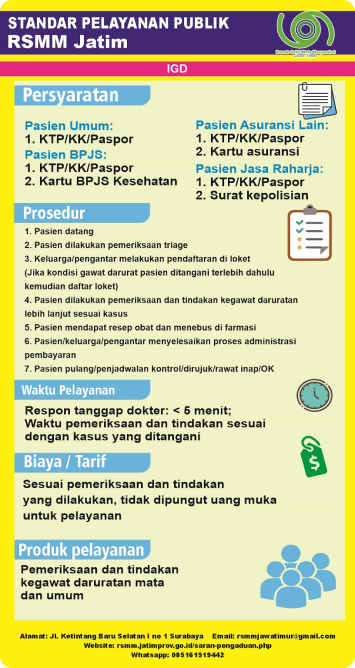 STANDAR PELAYANAN PUBLIK
RSMM Jatim
IGD
Persyaratan
Pasien Umum:
1. KTP/KK/Paspor
Pasien BPJS:
1. KTP/KK/Paspor
2. Kartu BPJS Kesehatan
Pasien Asuransi Lain:
1. KTP/KK/Paspor
2. Kartu asuransi
Pasien Jasa Raharja:
1. KTP/KK/Paspor
2. Surat kepolisian
Prosedur
1. Pasien datang
2. Pasien dilakukan pemeriksaan triage
3. Keluarga/pengantar melakukan pendaftaran di loket
(Jika kondisi gawat darurat pasien ditangani terlebih dahulu
kemudian daftar loket)
4. Pasien dilakukan pemeriksaan dan tindakan kegawat daruratan
lebih lanjut sesuai kasus
5. Pasien mendapat resep obat dan menebus di farmasi
6. Pasien/keluarga/pengantar menyelesaikan proses administrasi
pembayaran
7. Pasien pulang/penjadwalan kontrol/dirujuk/rawat inap/OK
Waktu Pelayanan
Respon tanggap dokter: < 5 menit;
Waktu pemeriksaan dan tindakan sesuai
dengan kasus yang ditangani
Biaya / Tarif
Sesuai pemeriksaan dan tindakan
yang dilakukan, tidak dipungut uang muka
untuk pelayanan
Produk pelayanan
Pemeriksaan dan tindakan
kegawat daruratan mata
dan umum
Alamat: Jl. Ketintang Baru Selatan I no 1 Surabaya Email: rsmmjawatimur@gmail.com
Website: rsmm.jatimprov.go.id/saran-pengaduan.php
Whatsapp: 085161519442